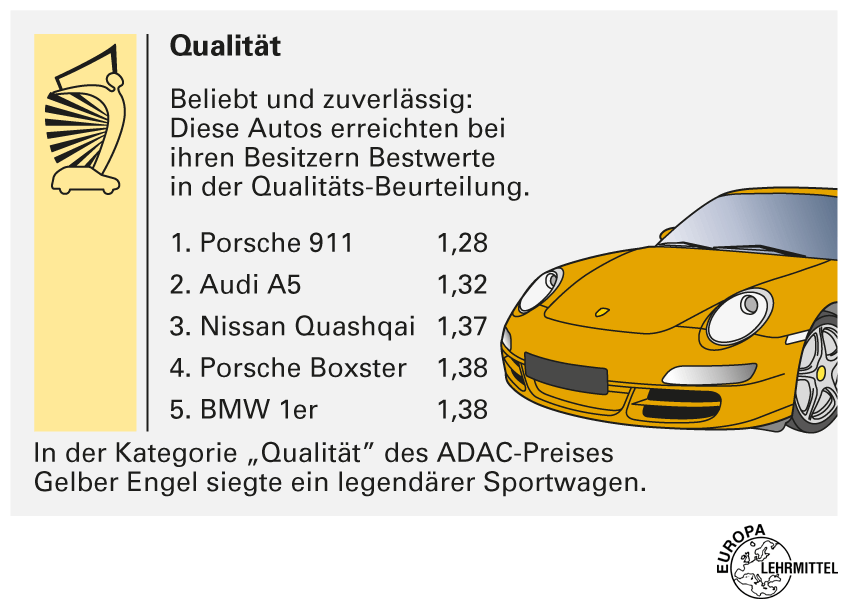 Qualität
Beliebt und zuverlässig:
Diese Autos erreichten bei
ihren Besitzern Bestwerte
in der Qualitäts-Beurteilung.
1. Porsche 911 1,28
2. Audi A5 1,32
3. Nissan Quashqai 1,37
4. Porsche Boxster 1,38
5. BMW 1er 1,38
In der Kategorie „Qualität” des ADAC-Preises
Gelber Engel siegte ein legendärer Sportwagen.
EUROPA
LEHRMITTEL